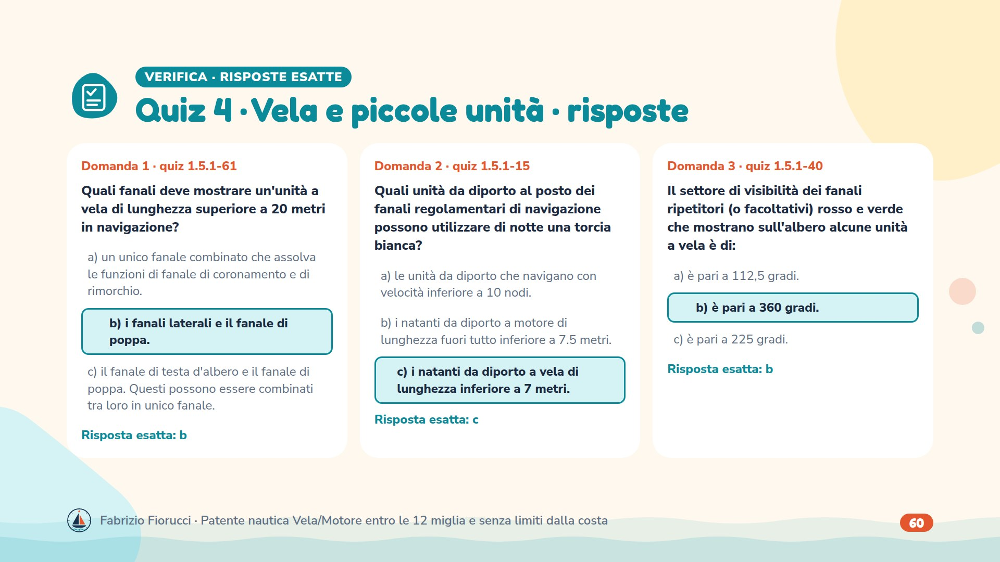 VERIFICA · RISPOSTE ESATTE
Quiz 4 · Vela e piccole unità · risposte
Domanda 1 · quiz 1.5.1-61
Quali fanali deve mostrare un'unità a
vela di lunghezza superiore a 20 metri
in navigazione?
a) un unico fanale combinato che assolva
le funzioni di fanale di coronamento e di
rimorchio.
b) i fanali laterali e il fanale di
poppa.
c) il fanale di testa d'albero e il fanale di
poppa. Questi possono essere combinati
tra loro in unico fanale.
Risposta esatta: b
Domanda 2 · quiz 1.5.1-15
Quali unità da diporto al posto dei
fanali regolamentari di navigazione
possono utilizzare di notte una torcia
bianca?
a) le unità da diporto che navigano con
velocità inferiore a 10 nodi.
b) i natanti da diporto a motore di
lunghezza fuori tutto inferiore a 7.5 metri.
c) i natanti da diporto a vela di
lunghezza inferiore a 7 metri.
Risposta esatta: c
Domanda 3 · quiz 1.5.1-40
Il settore di visibilità dei fanali
ripetitori (o facoltativi) rosso e verde
che mostrano sull'albero alcune unità
a vela è di:
a) è pari a 112,5 gradi.
b) è pari a 360 gradi.
c) è pari a 225 gradi.
Risposta esatta: b
Fabrizio Fiorucci · Patente nautica Vela/Motore entro le 12 miglia e senza limiti dalla costa
60